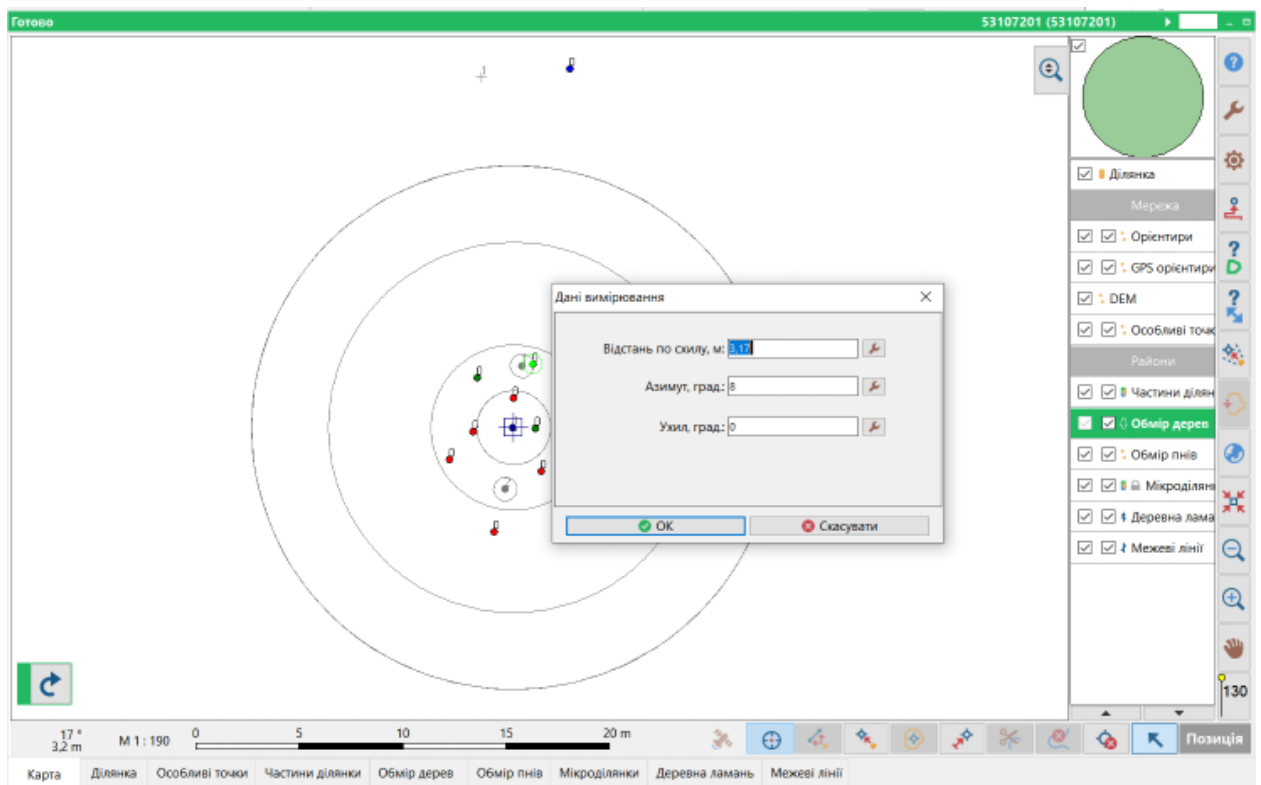 Готово
53107201 (53107201)
1
Ділянка
Мережа
Орієнтири
GPS орієнтири
DEM
Особливі точк
Райони
Частини ділян
Обмір дерев
Обмір пнів
Мікроділян
Деревна лама
Межеві лінії
Дані вимірювання
Відстань по схилу, м: 3,17
Азимут, град.: 8
Ухил, град.: 0
OK
Скасувати
130
17 °
3,2 m
M 1 : 190
0 5 10 15 20 m
Позиція
Карта Ділянка Особливі точки Частини ділянки Обмір дерев Обмір пнів Мікроділянки Деревна ламань Межеві лінії